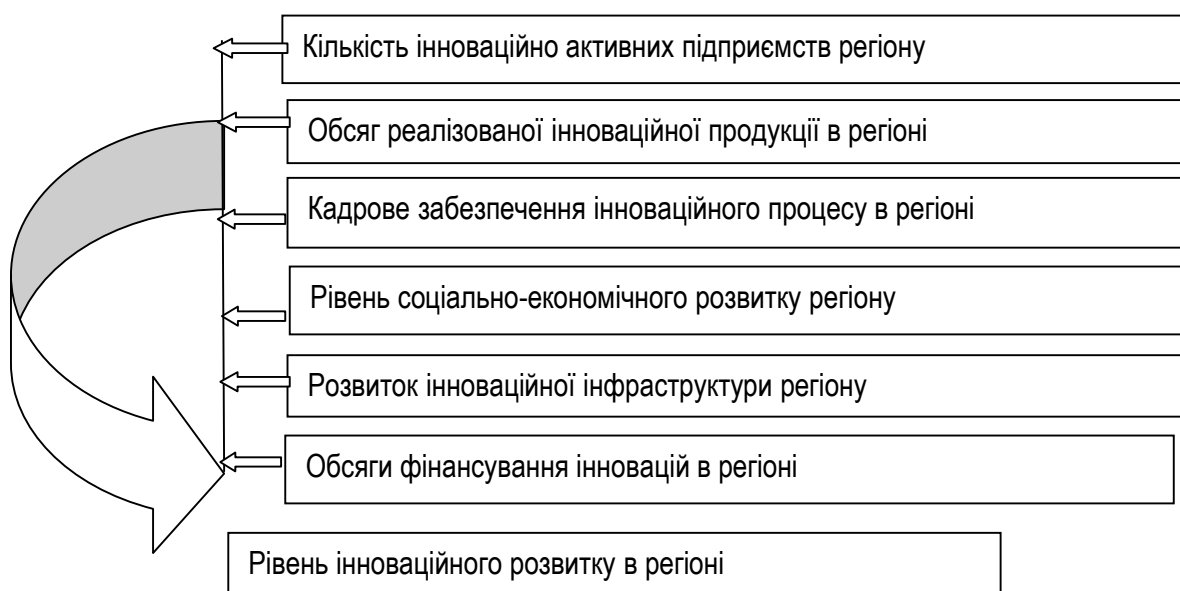 Кількість інноваційно активних підприємств регіону
Обсяг реалізованої інноваційної продукції в регіоні
Кадрове забезпечення інноваційного процесу в регіоні
Рівень соціально-економічного розвитку регіону
Розвиток інноваційної інфраструктури регіону
Обсяги фінансування інновацій в регіоні
Рівень інноваційного розвитку в регіоні